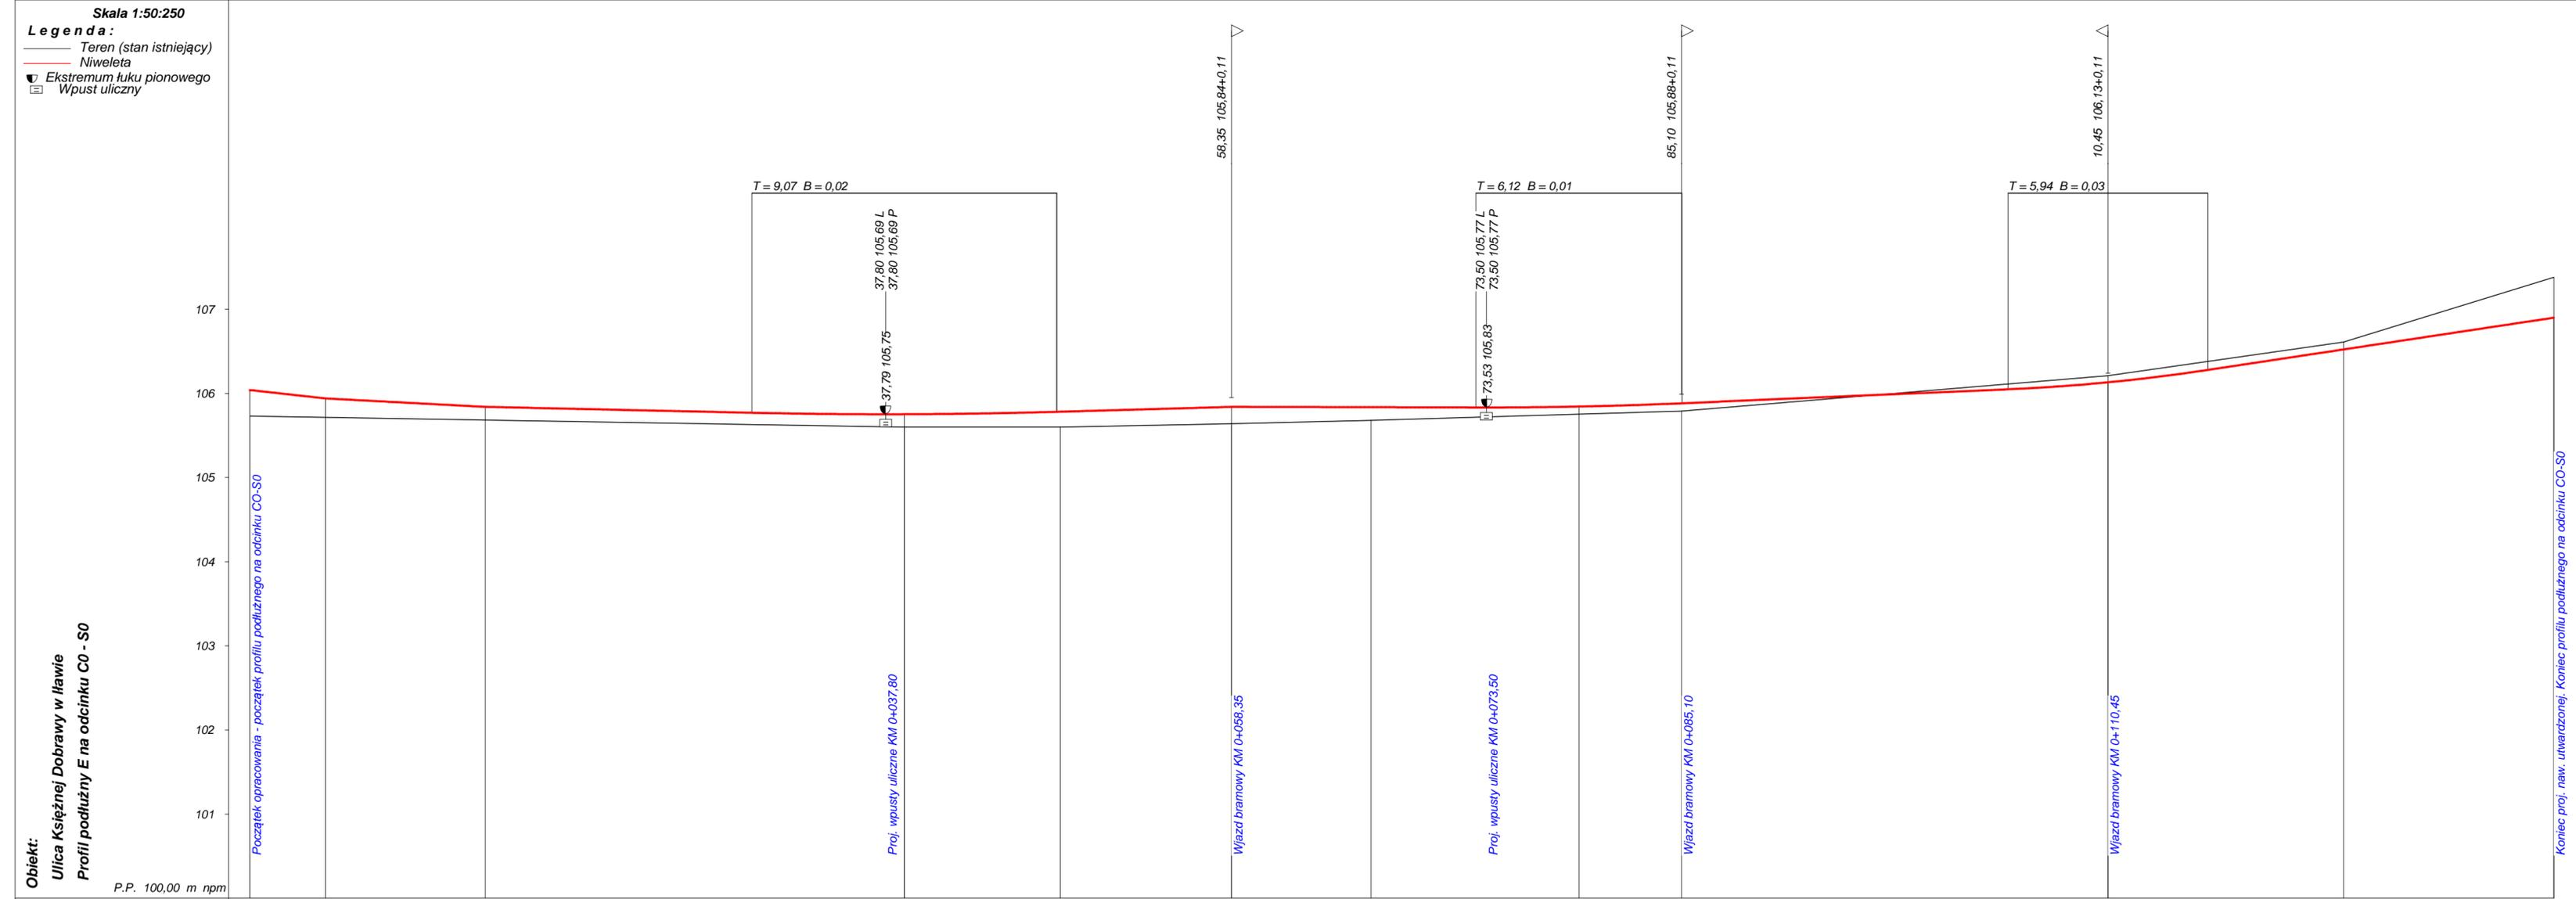 Skala 1:50:250
Legenda:
Teren (stan istniejący)
Niweleta
Ekstremum łuku pionowego
Wpust uliczny
58,35 105,84+0,11
85,10 105,88+0,11
10,45 106,13+0,11
T = 9,07 B = 0,02
T = 6,12 B = 0,01
T = 5,94 B = 0,03
37,80 105,69 L
37,80 105,69 P
73,50 105,77 L
73,50 105,77 P
37,79 105,75
73,53 105,83
107
106
105
104
103
102
101
P.P. 100,00 m npm
Obiekt:
Ulica Księżnej Dobrawy w Iławie
Profil podłużny E na odcinku C0 - S0
Początek opracowania - początek profilu podłużnego na odcinku CO-S0
Proj. wpusty uliczne KM 0+037,80
Wjazd bramowy KM 0+058,35
Proj. wpusty uliczne KM 0+073,50
Wjazd bramowy KM 0+085,10
Wjazd bramowy KM 0+110,45
Koniec proj. naw. utwardzonej. Koniec profilu podłużnego na odcinku CO-S0